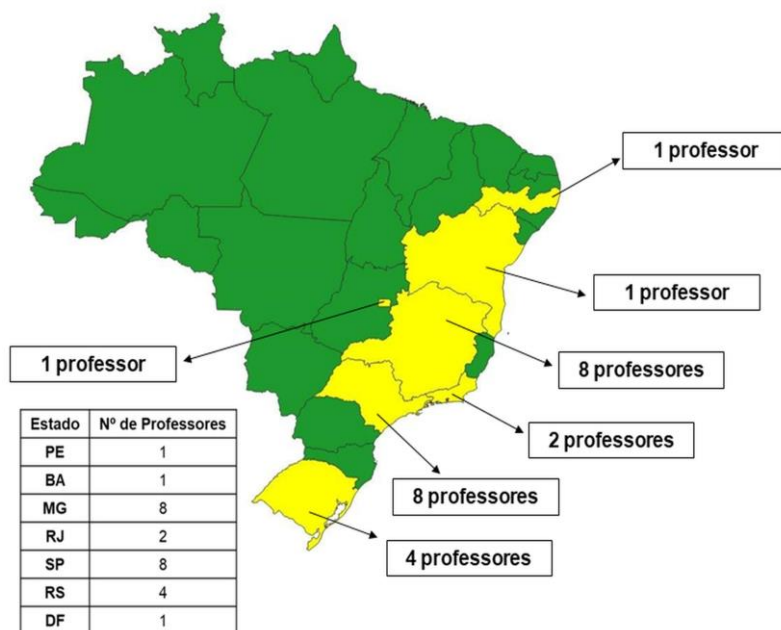 1 professor
1 professor
1 professor
8 professores
2 professores
8 professores
4 professores
Estado Nº de Professores
PE 1
BA 1
MG 8
RJ 2
SP 8
RS 4
DF 1